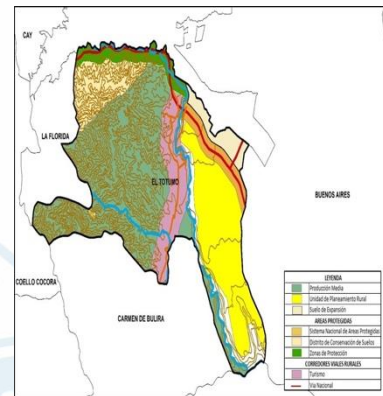 CAY
LA FLORIDA
EL TOTUMO
BUENOS AIRES
COELLO COCORA
CARMEN DE BULIRA
LEYENDA
Producción Media
Unidad de Planeamiento Rural
Suelo de Expansión
AREAS PROTEGIDAS
Sistema Nacional de Areas Protegidas
Distrito de Conservación de Suelos
Zonas de Protección
CORREDORES VIALES RURALES
Turismo
Via Nacional